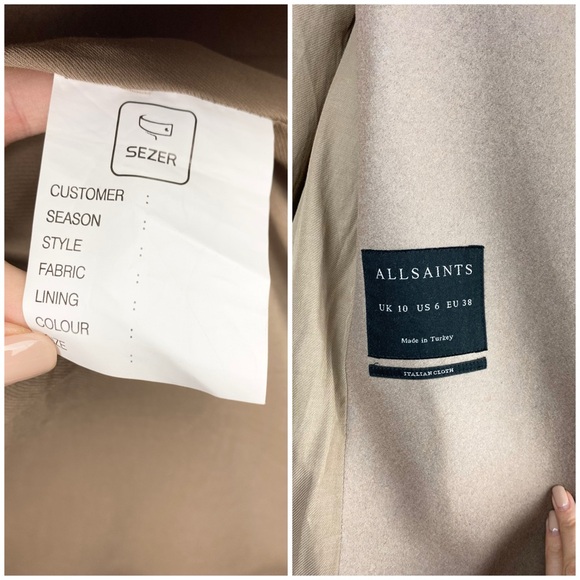 SEZER
CUSTOMER :
SEASON :
STYLE :
FABRIC :
LINING :
COLOUR :
ZE :
ALLSAINTS
UK 10 US 6 EU 38
Made in Turkey
ITALIAN CLOTH